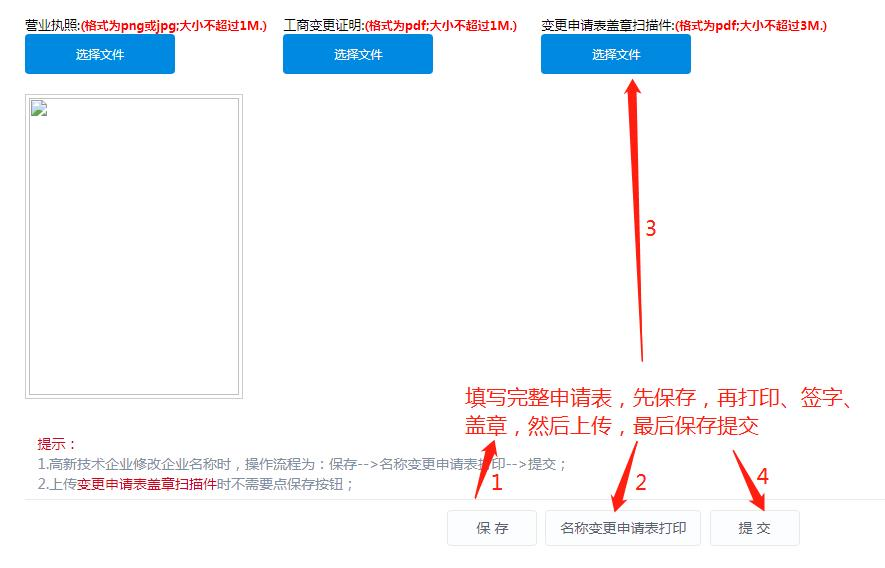 营业执照:(格式为png或jpg;大小不超过1M.) 工商变更证明:(格式为pdf;大小不超过1M.) 变更申请表盖章扫描件:(格式为pdf;大小不超过3M.)
选择文件 选择文件 选择文件
3
填写完整申请表，先保存，再打印、签字、
盖章，然后上传，最后保存提交
提示：
1.高新技术企业修改企业名称时，操作流程为：保存-->名称变更申请表打印-->提交；
2.上传变更申请表盖章扫描件时不需要点保存按钮；
1 2 4
保 存 名称变更申请表打印 提 交